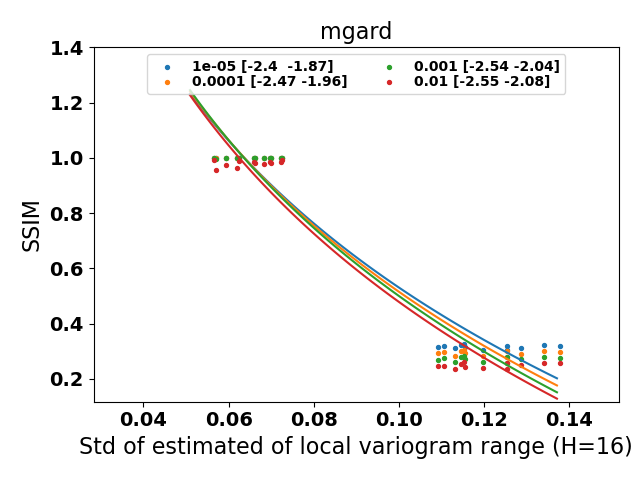 mgard
1e-05 [-2.4  -1.87]
0.0001 [-2.47 -1.96]
0.001 [-2.54 -2.04]
0.01 [-2.55 -2.08]
SSIM
1.4
1.2
1.0
0.8
0.6
0.4
0.2
0.04 0.06 0.08 0.10 0.12 0.14
Std of estimated of local variogram range (H=16)